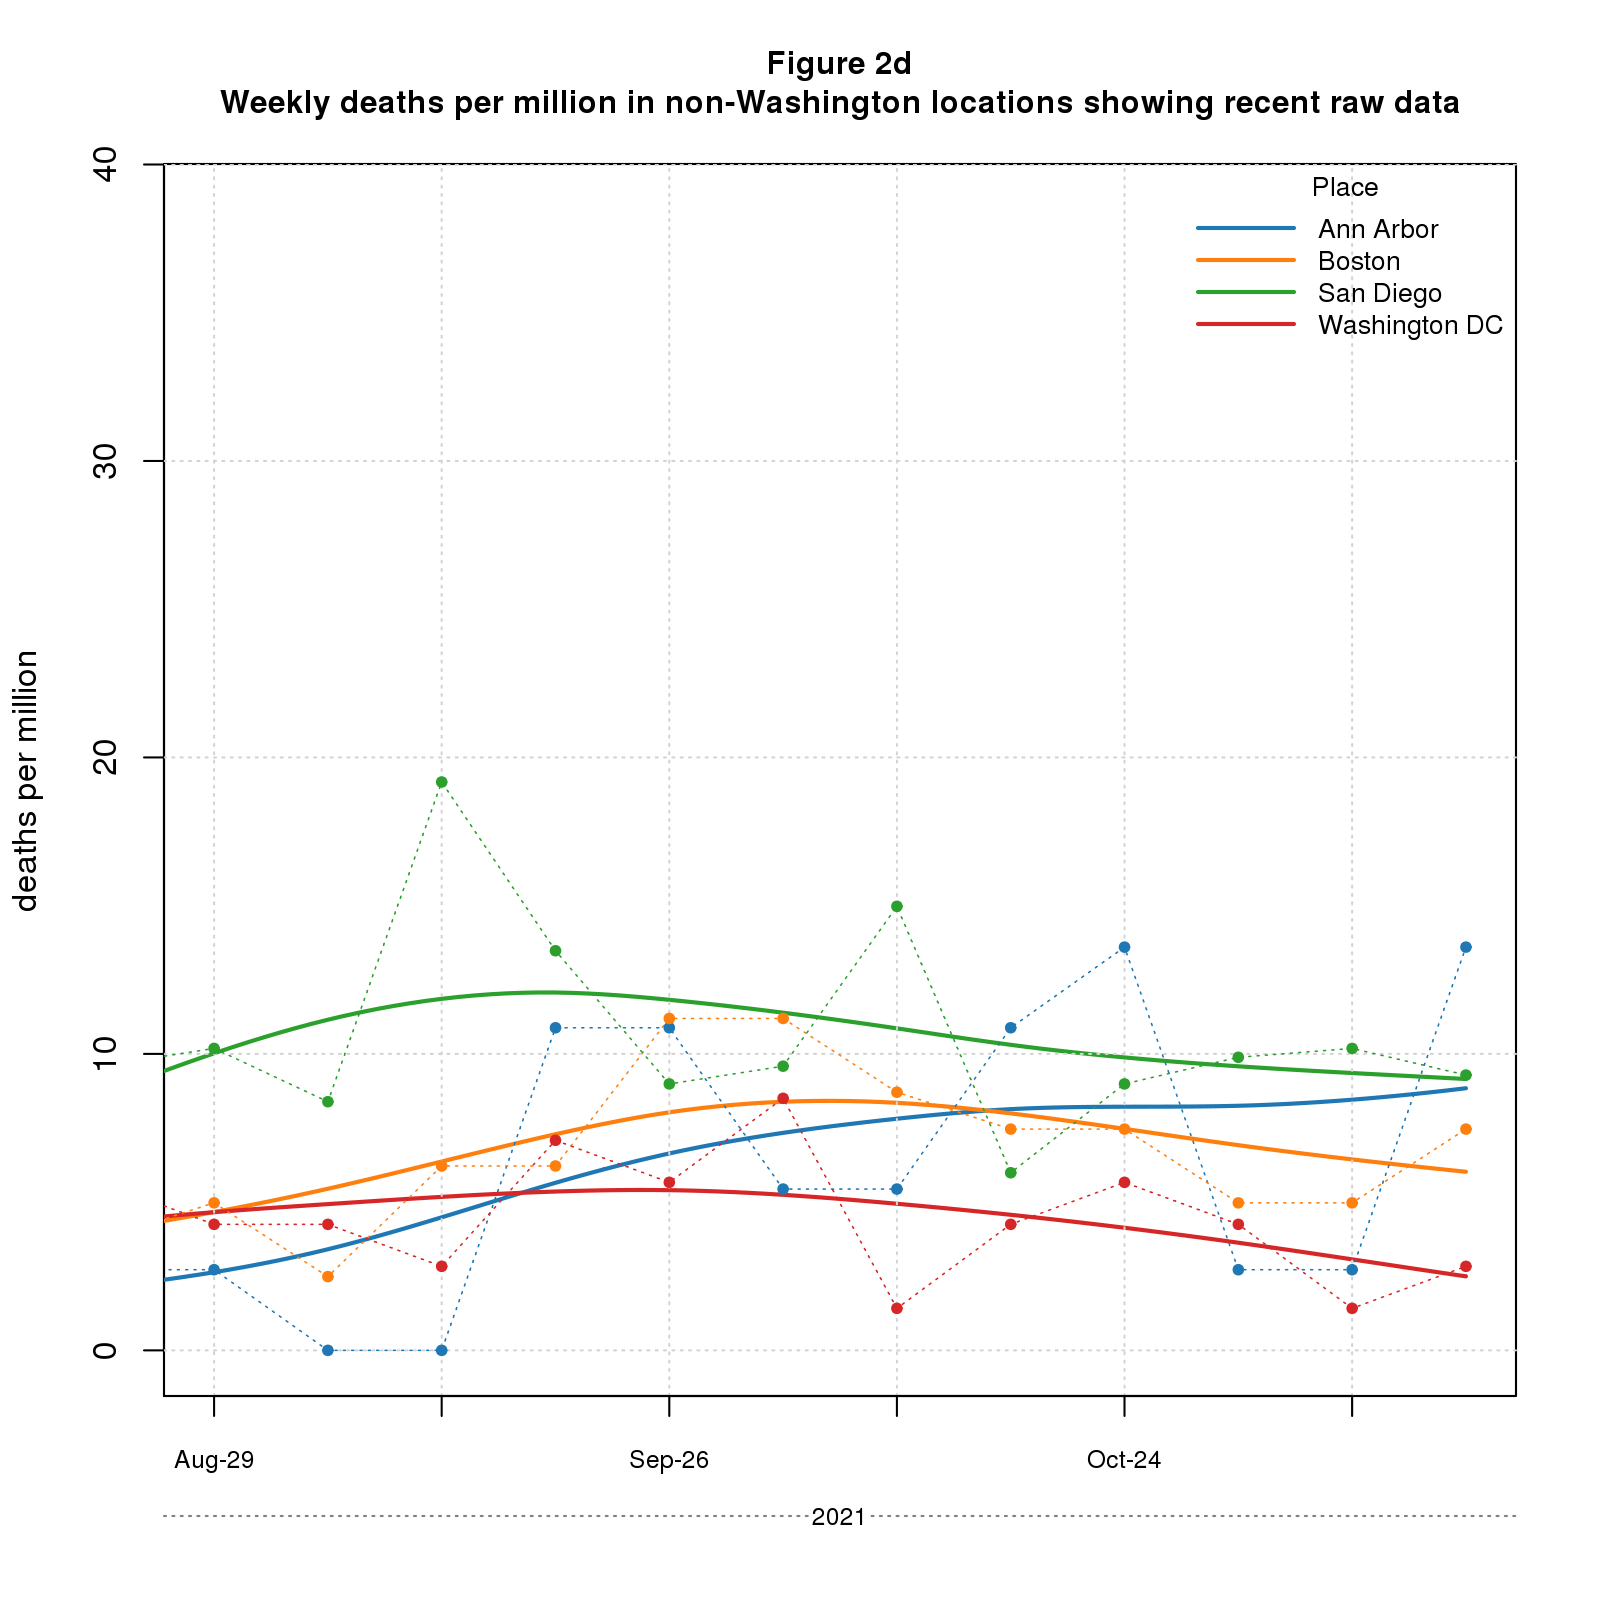 Figure 2d
Weekly deaths per million in non-Washington locations showing recent raw data
Place
Ann Arbor
Boston
San Diego
Washington DC
deaths per million
40
30
20
10
0
Aug-29
Sep-26
Oct-24
2021